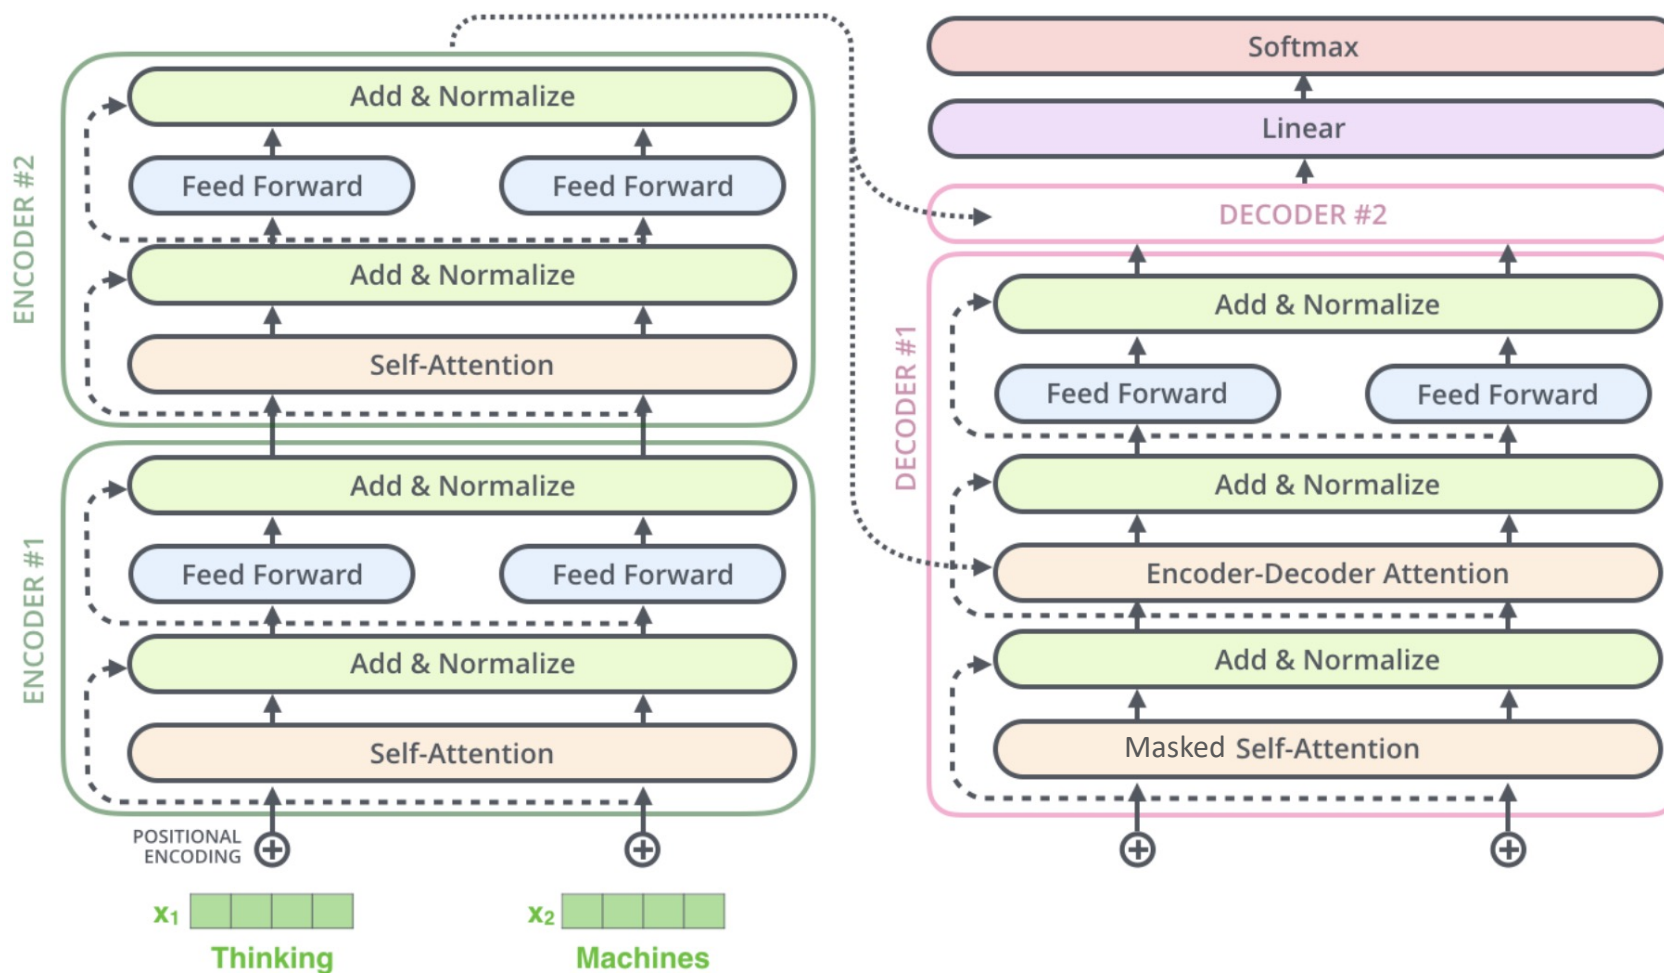 ENCODER #2
Add & Normalize
Feed Forward
Feed Forward
Add & Normalize
Self-Attention
ENCODER #1
Add & Normalize
Feed Forward
Feed Forward
Add & Normalize
Self-Attention
POSITIONAL
ENCODING
x₁
x₂
Thinking
Machines
Softmax
Linear
DECODER #2
DECODER #1
Add & Normalize
Feed Forward
Feed Forward
Add & Normalize
Encoder-Decoder Attention
Add & Normalize
Masked Self-Attention